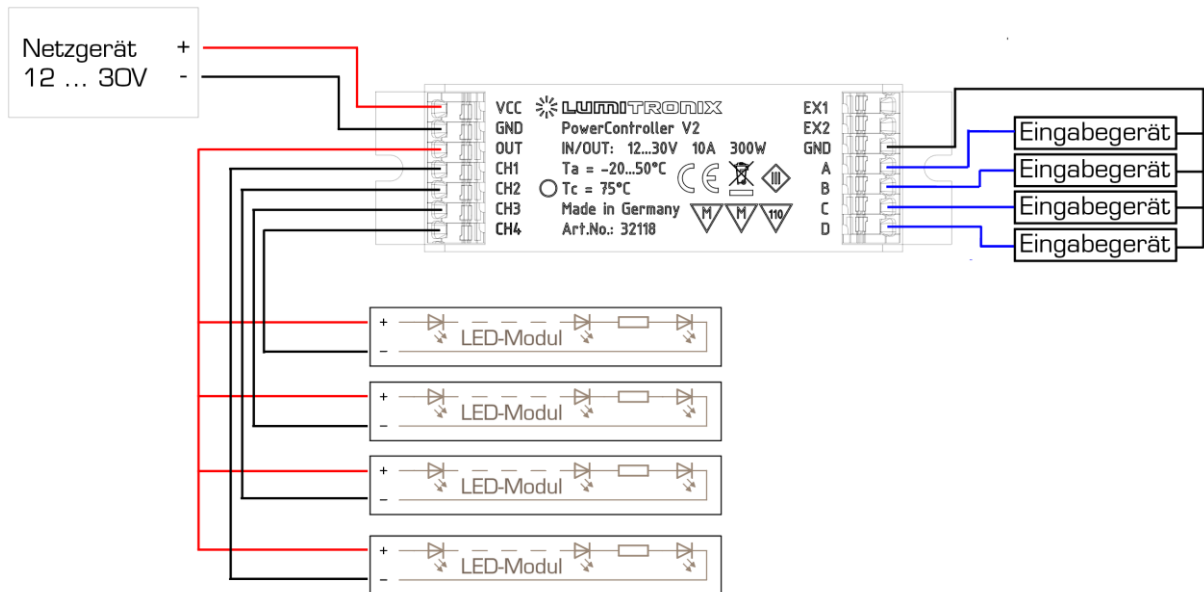 Netzgerät +
12 ... 30V -
VCC LUMITRONIX EX1
GND PowerController V2 EX2
OUT IN/OUT: 12...30V 10A 300W GND
CH1 Ta = -20...50°C A
CH2 Tc = 75°C B
CH3 Made in Germany C
CH4 Art.No.: 32118 D
CE III
M M 110
Eingabegerät
Eingabegerät
Eingabegerät
Eingabegerät
+
LED-Modul
-
+
LED-Modul
-
+
LED-Modul
-
+
LED-Modul
-